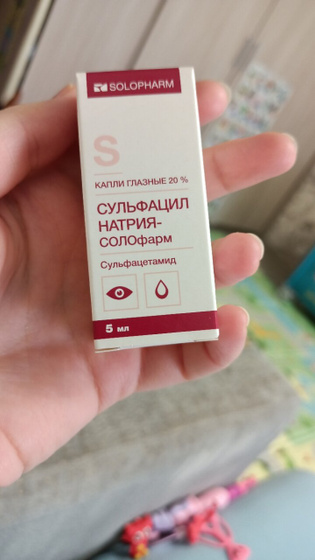 SOLOPHARM
S
КАПЛИ ГЛАЗНЫЕ 20 %
СУЛЬФАЦИЛ
НАТРИЯ-
СОЛОфарм
Сульфацетамид
5 мл